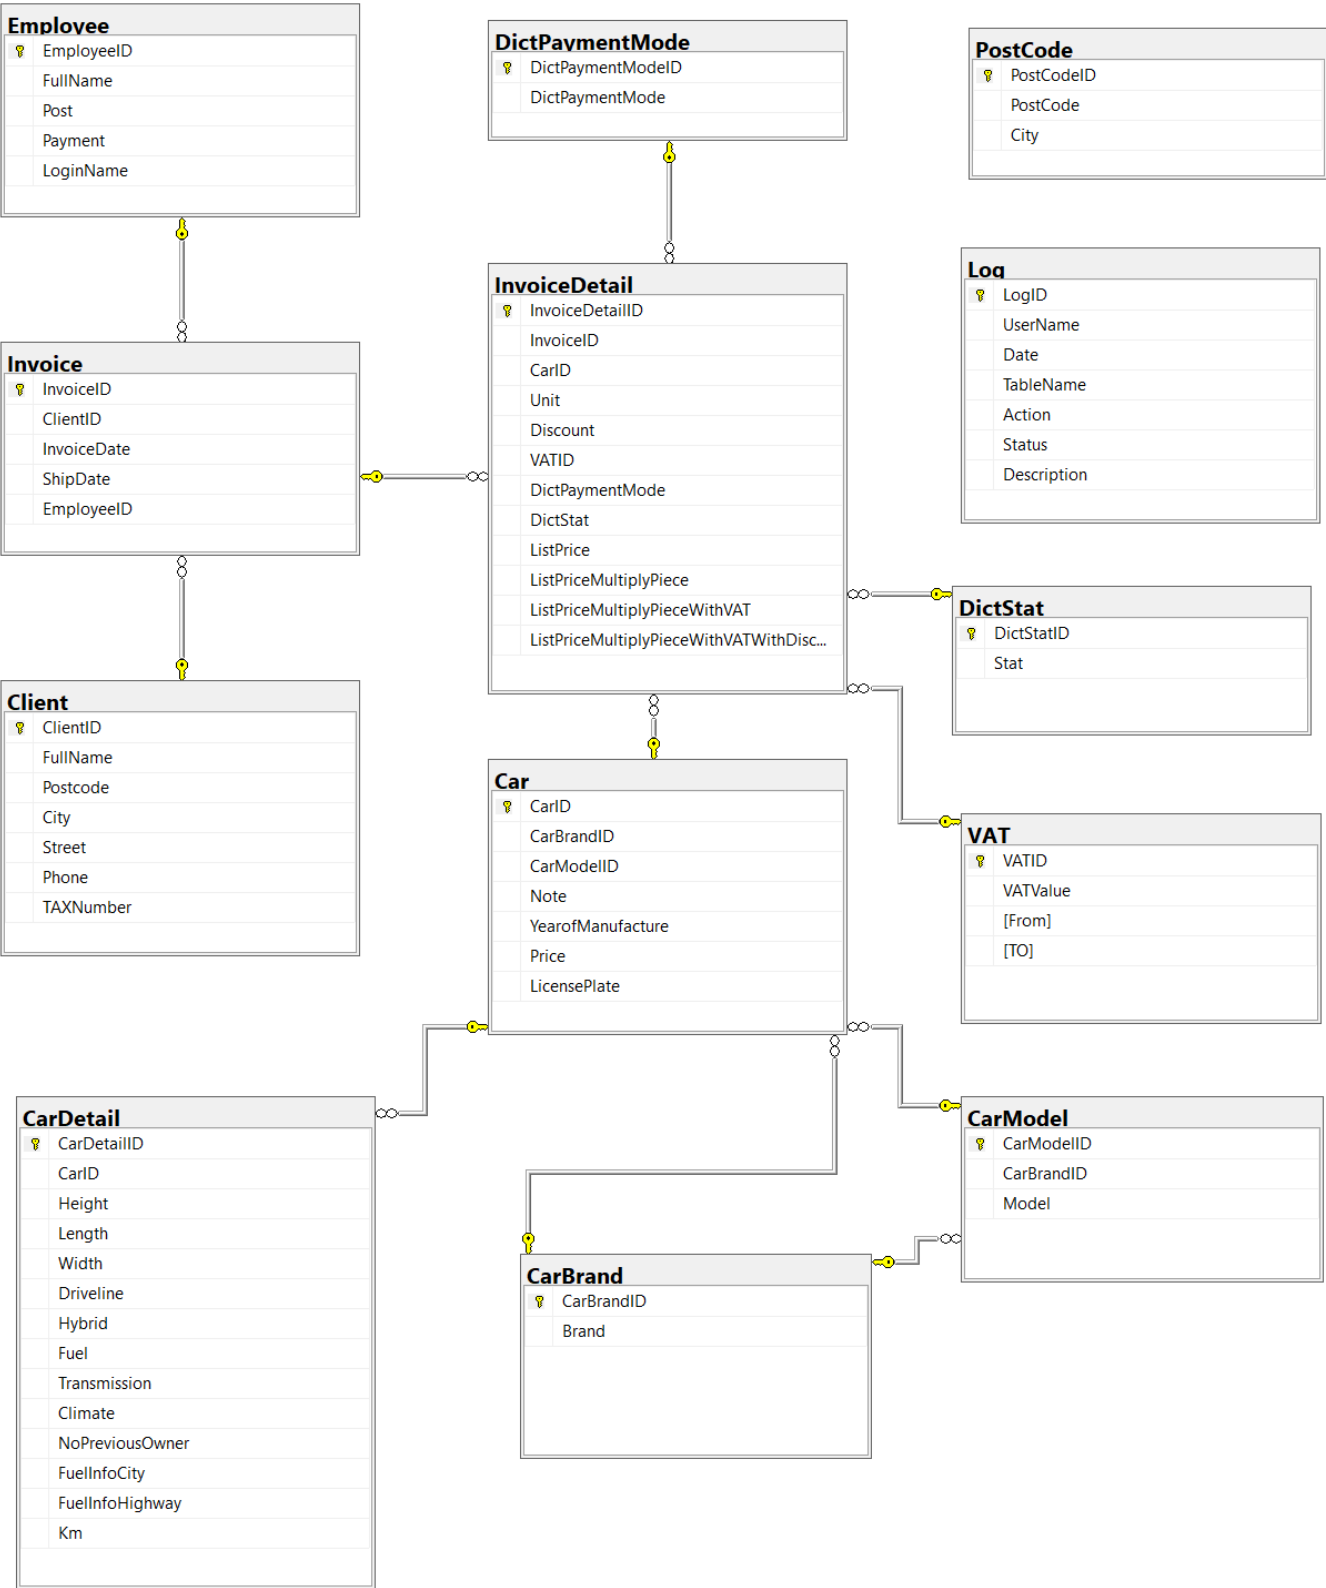 Employee
EmployeeID
FullName
Post
Payment
LoginName
DictPaymentMode
DictPaymentModeID
DictPaymentMode
PostCode
PostCodeID
PostCode
City
Invoice
InvoiceID
ClientID
InvoiceDate
ShipDate
EmployeeID
InvoiceDetail
InvoiceDetailID
InvoiceID
CarID
Unit
Discount
VATID
DictPaymentMode
DictStat
ListPrice
ListPriceMultiplyPiece
ListPriceMultiplyPieceWithVAT
ListPriceMultiplyPieceWithVATWithDisc...
Log
LogID
UserName
Date
TableName
Action
Status
Description
DictStat
DictStatID
Stat
Client
ClientID
FullName
Postcode
City
Street
Phone
TAXNumber
Car
CarID
CarBrandID
CarModelID
Note
YearofManufacture
Price
LicensePlate
VAT
VATID
VATValue
[From]
[TO]
CarDetail
CarDetailID
CarID
Height
Length
Width
Driveline
Hybrid
Fuel
Transmission
Climate
NoPreviousOwner
FuelInfoCity
FuelInfoHighway
Km
CarBrand
CarBrandID
Brand
CarModel
CarModelID
CarBrandID
Model